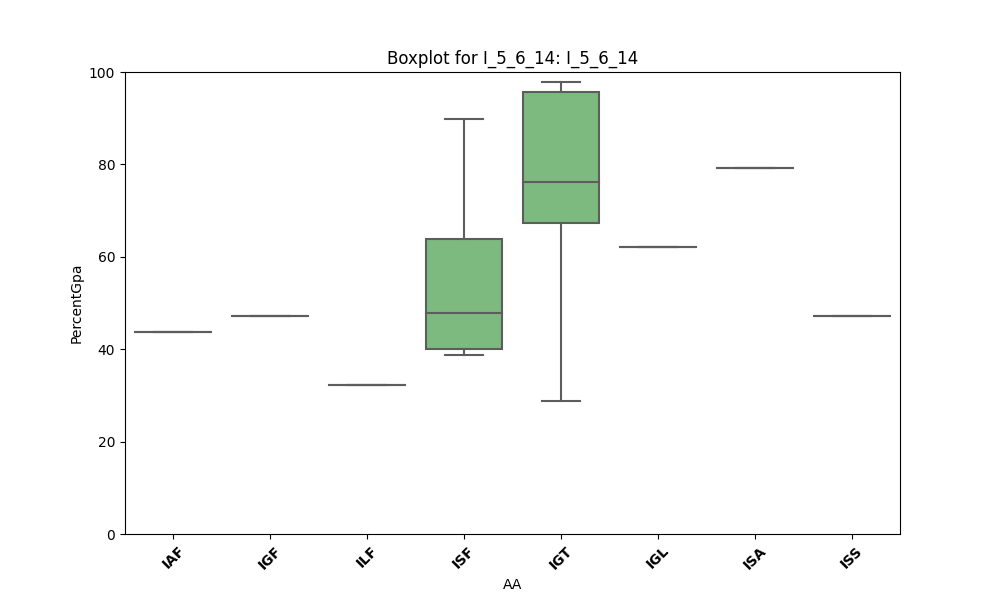 Boxplot for I_5_6_14: I_5_6_14
PercentGpa
100
80
60
40
20
0
IAF
IGF
ILF
ISF
IGT
IGL
ISA
ISS
AA